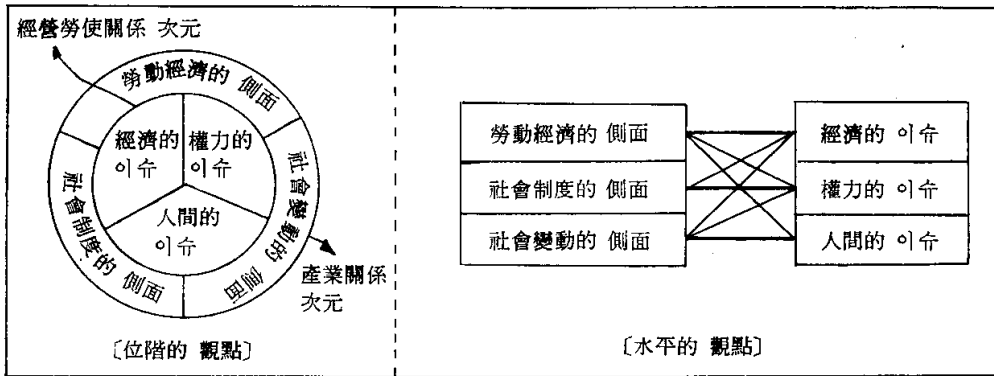 經營勞使關係 次元
勞動經濟的 側面
經濟的
이슈
權力的
이슈
人間的
이슈
社會制度的 側面
社會變動的 側面
產業關係
次元
〔位階的 觀點〕
勞動經濟的 側面
社會制度的 側面
社會變動的 側面
經濟的 이슈
權力的 이슈
人間的 이슈
〔水平的 觀點〕